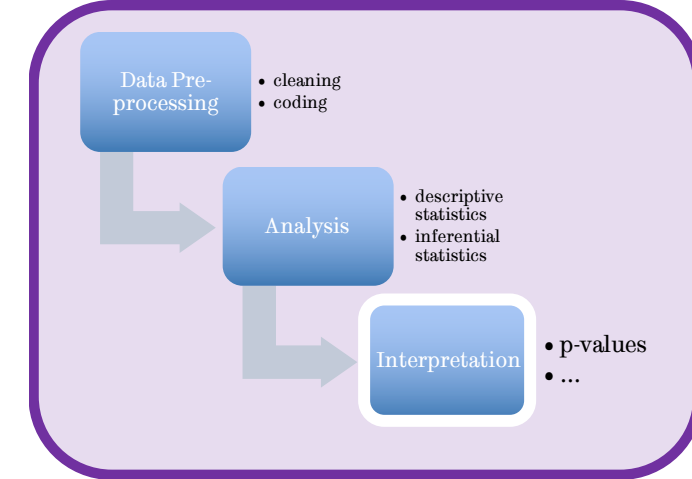 Data Pre-
processing
• cleaning
• coding
Analysis
• descriptive
statistics
• inferential
statistics
Interpretation
• p-values
• ...